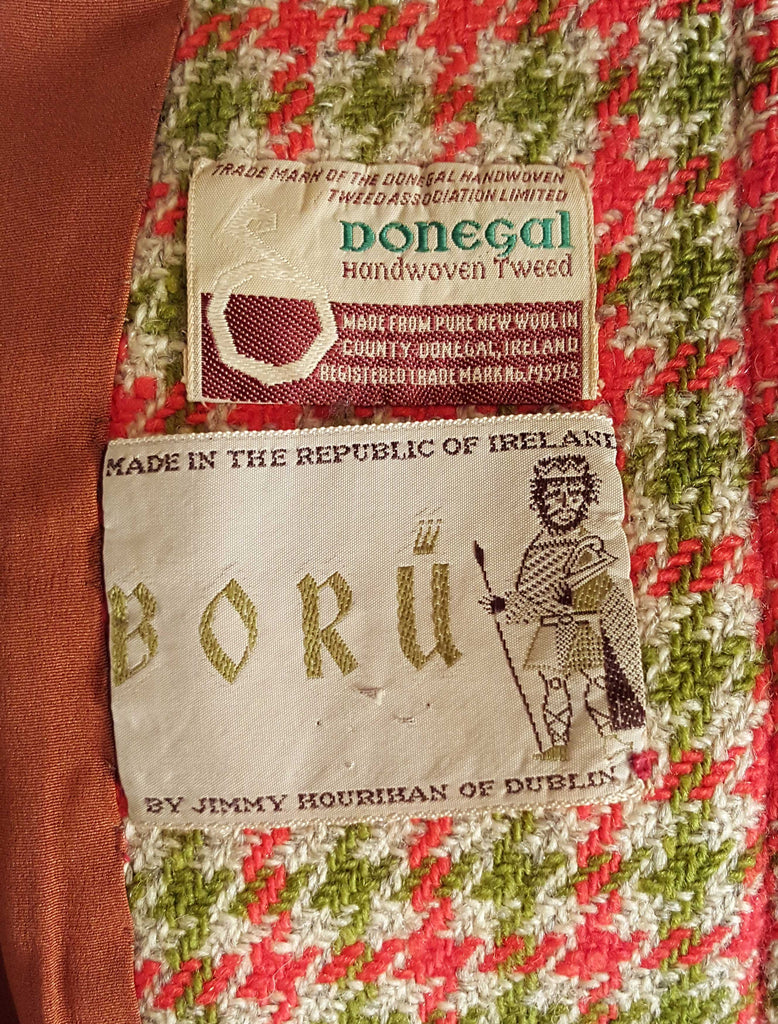 TRADE MARK OF THE DONEGAL HANDWOVEN
TWEED ASSOCIATION LIMITED
Donegal
Handwoven Tweed
MADE FROM PURE NEW WOOL IN
COUNTY DONEGAL, IRELAND
REGISTERED TRADE MARK No. 795975
MADE IN THE REPUBLIC OF IRELAND
BORÚ
BY JIMMY HOURIHAN OF DUBLIN